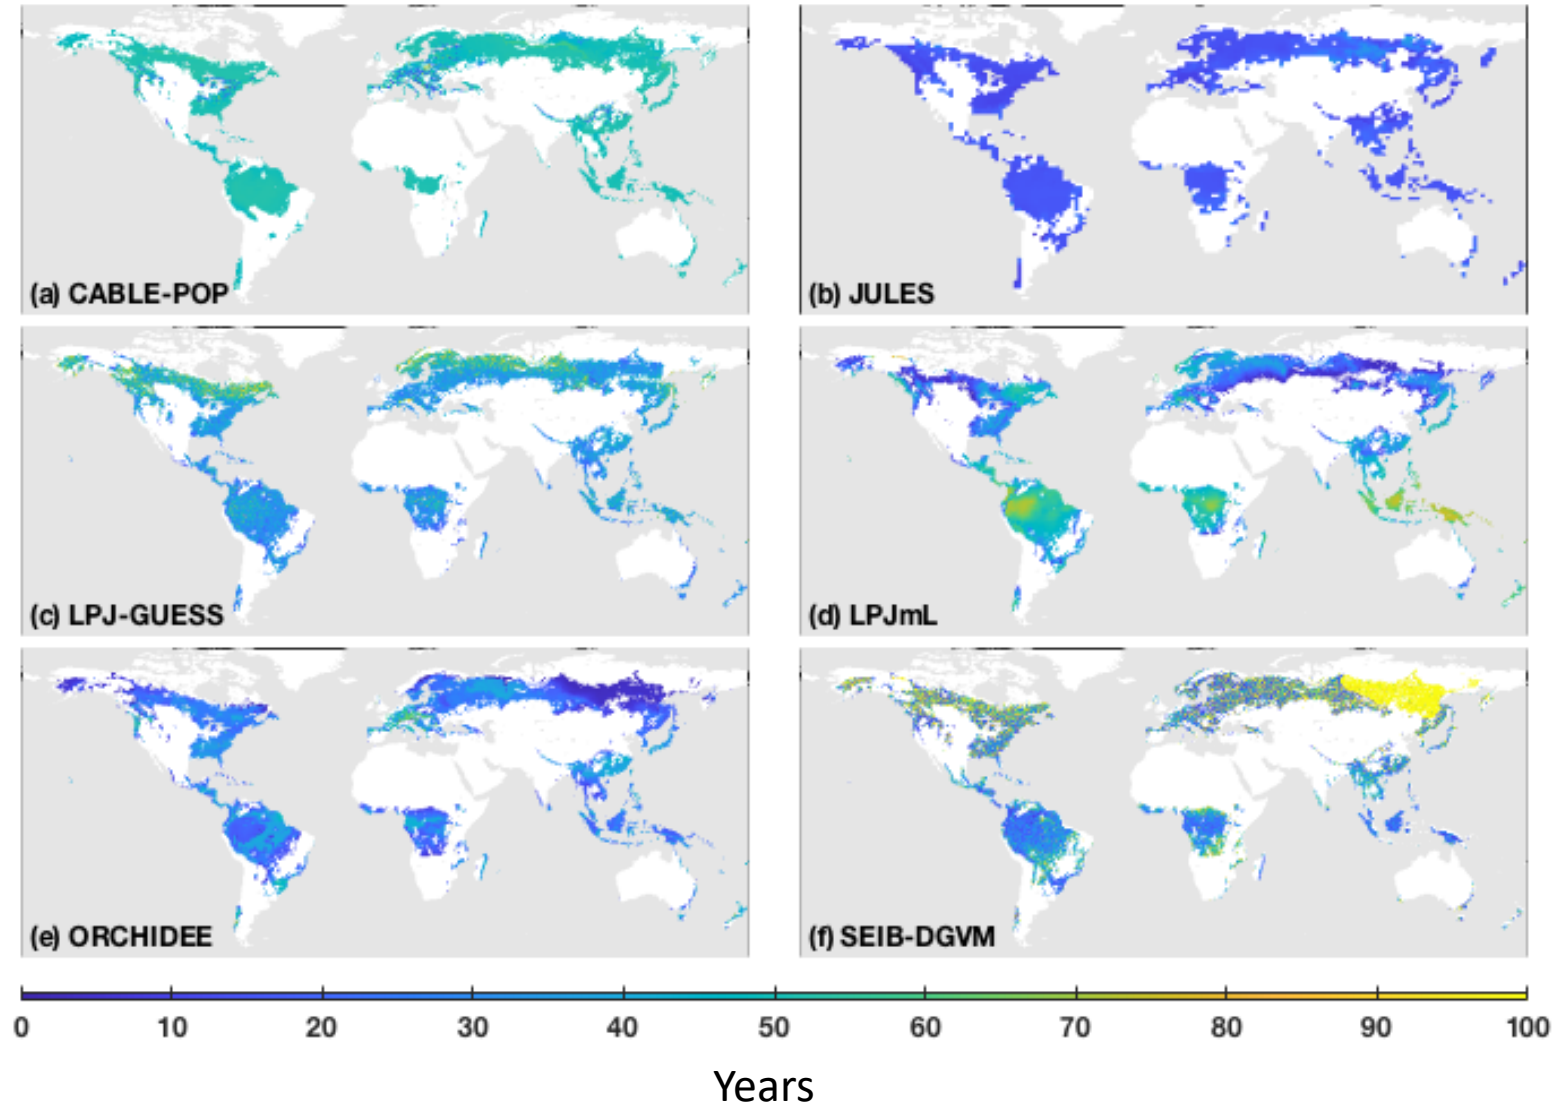 (a) CABLE-POP
(b) JULES
(c) LPJ-GUESS
(d) LPJmL
(e) ORCHIDEE
(f) SEIB-DGVM
0 10 20 30 40 50 60 70 80 90 100
Years